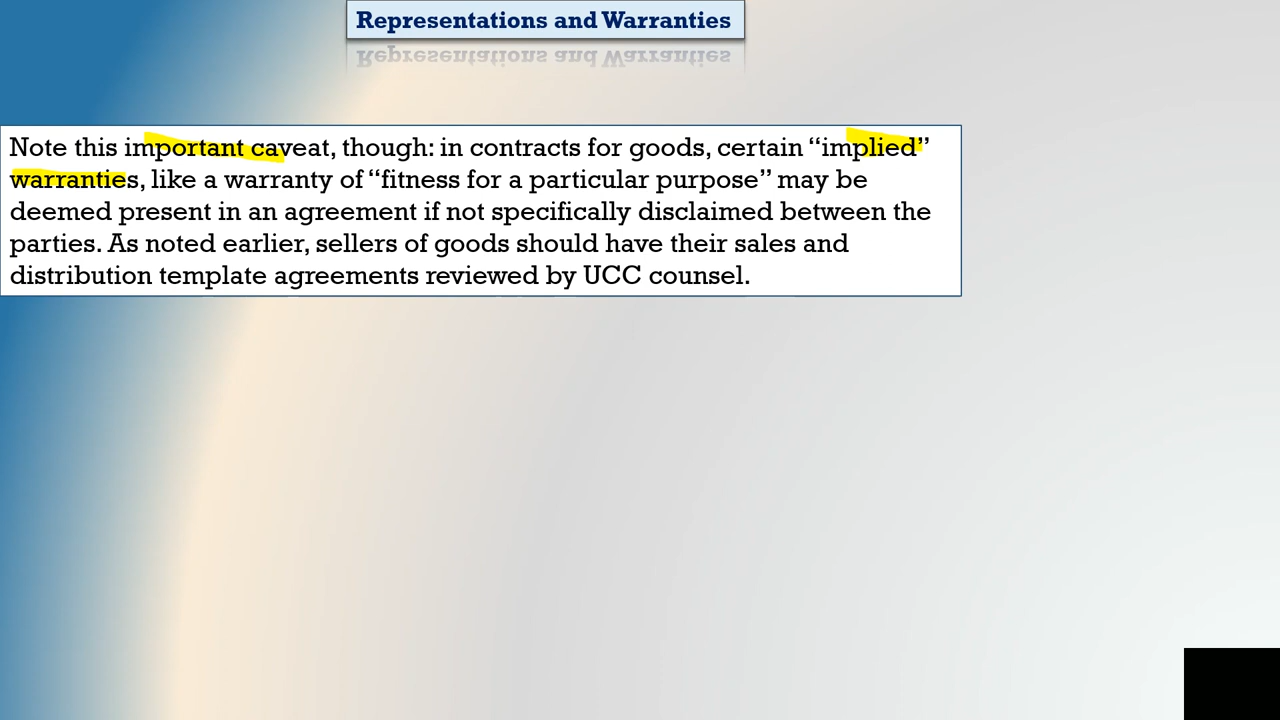 Representations and Warranties
Note this important caveat, though: in contracts for goods, certain “implied”
warranties, like a warranty of “fitness for a particular purpose” may be
deemed present in an agreement if not specifically disclaimed between the
parties. As noted earlier, sellers of goods should have their sales and
distribution template agreements reviewed by UCC counsel.